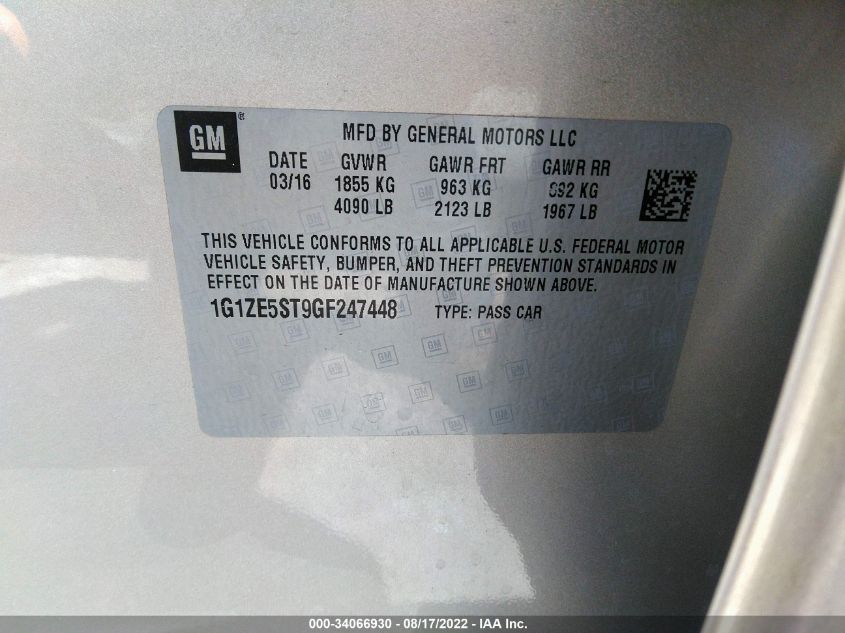 GM ®
MFD BY GENERAL MOTORS LLC
DATE GVWR GAWR FRT GAWR RR
03/16 1855 KG 963 KG 892 KG
4090 LB 2123 LB 1967 LB
THIS VEHICLE CONFORMS TO ALL APPLICABLE U.S. FEDERAL MOTOR
VEHICLE SAFETY, BUMPER, AND THEFT PREVENTION STANDARDS IN
EFFECT ON THE DATE OF MANUFACTURE SHOWN ABOVE.
1G1ZE5ST9GF247448 TYPE: PASS CAR
000-34066930 - 08/17/2022 - IAA Inc.